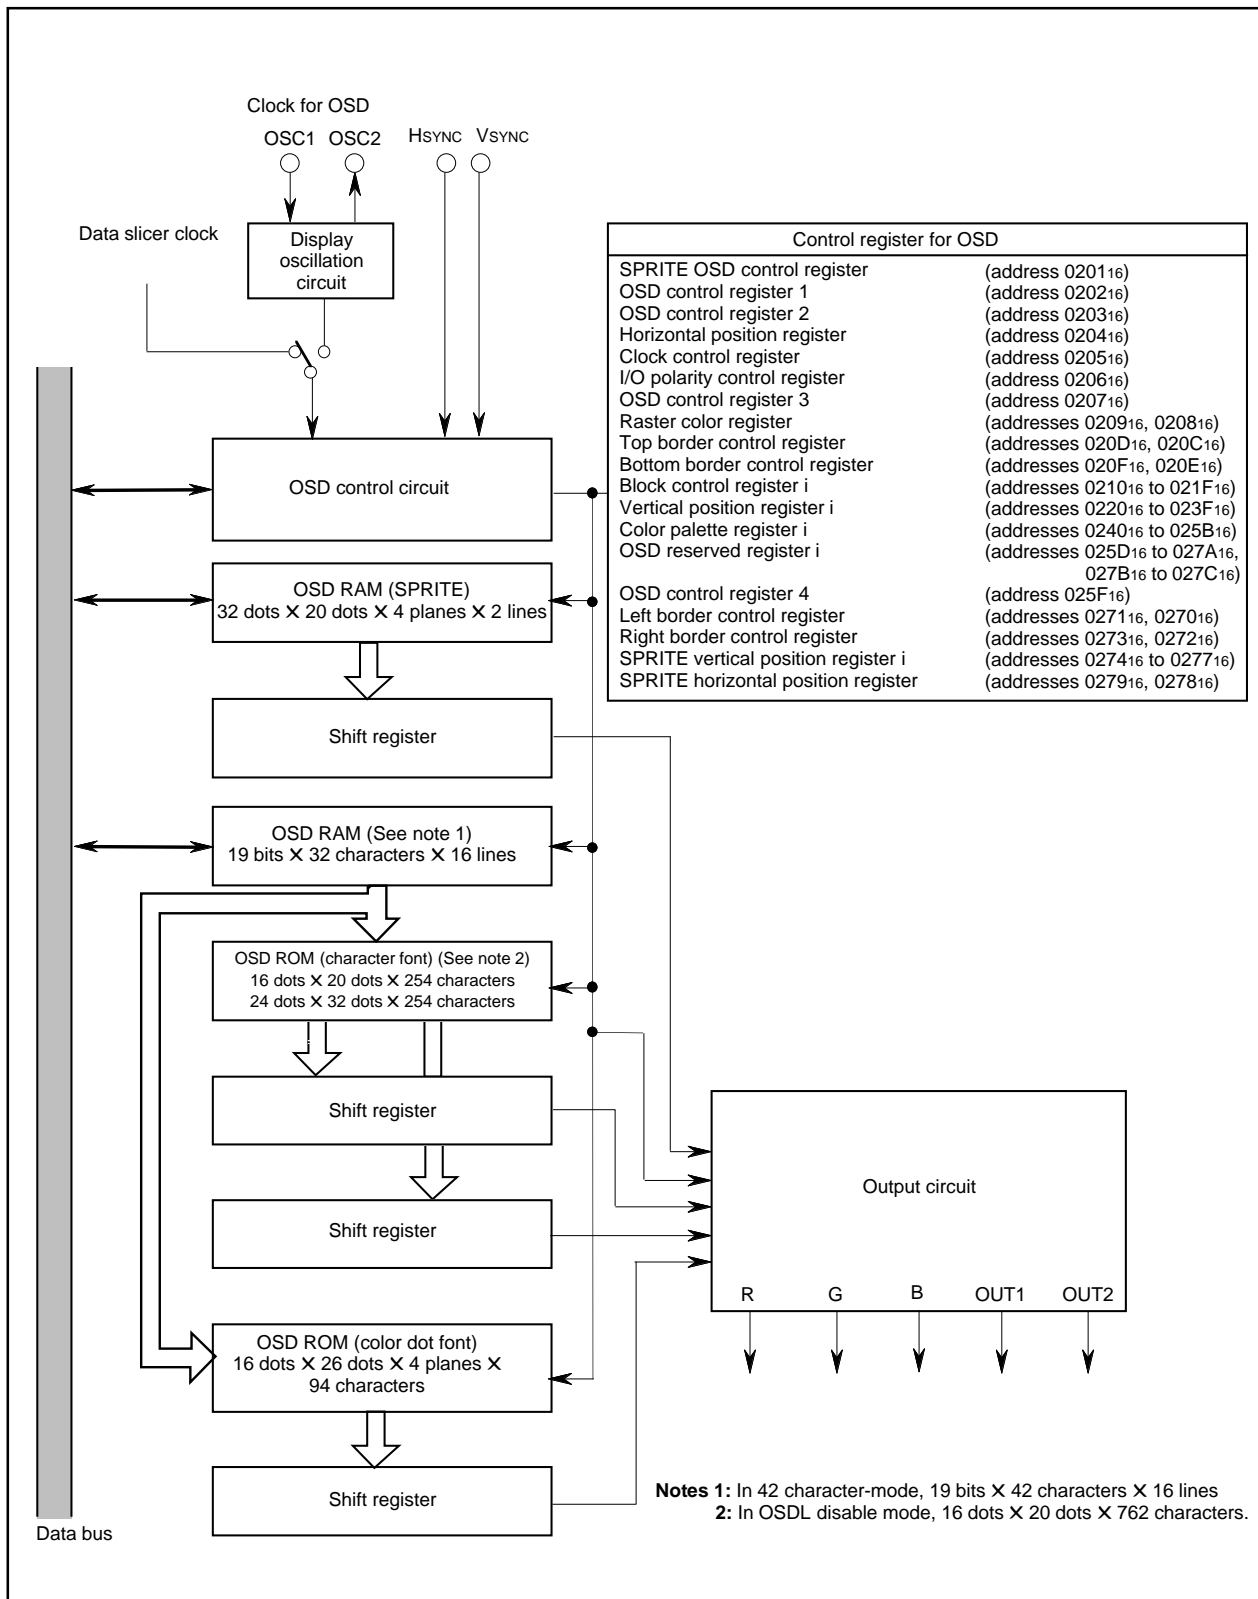 Clock for OSD
OSC1 OSC2 HSYNC VSYNC
Data slicer clock
Display
oscillation
circuit
Control register for OSD
SPRITE OSD control register (address 020116)
OSD control register 1 (address 020216)
OSD control register 2 (address 020316)
Horizontal position register (address 020416)
Clock control register (address 020516)
I/O polarity control register (address 020616)
OSD control register 3 (address 020716)
Raster color register (addresses 020916, 020816)
Top border control register (addresses 020D16, 020C16)
Bottom border control register (addresses 020F16, 020E16)
Block control register i (addresses 021016 to 021F16)
Vertical position register i (addresses 022016 to 023F16)
Color palette register i (addresses 024016 to 025B16)
OSD reserved register i (addresses 025D16 to 027A16,
027B16 to 027C16)
OSD control register 4 (address 025F16)
Left border control register (addresses 027116, 027016)
Right border control register (addresses 027316, 027216)
SPRITE vertical position register i (addresses 027416 to 027716)
SPRITE horizontal position register (addresses 027916, 027816)
OSD control circuit
OSD RAM (SPRITE)
32 dots X 20 dots X 4 planes X 2 lines
Shift register
OSD RAM (See note 1)
19 bits X 32 characters X 16 lines
OSD ROM (character font) (See note 2)
16 dots X 20 dots X 254 characters
24 dots X 32 dots X 254 characters
Shift register
Shift register
Output circuit
R G B OUT1 OUT2
OSD ROM (color dot font)
16 dots X 26 dots X 4 planes X
94 characters
Shift register
Data bus
Notes 1: In 42 character-mode, 19 bits X 42 characters X 16 lines
2: In OSDL disable mode, 16 dots X 20 dots X 762 characters.